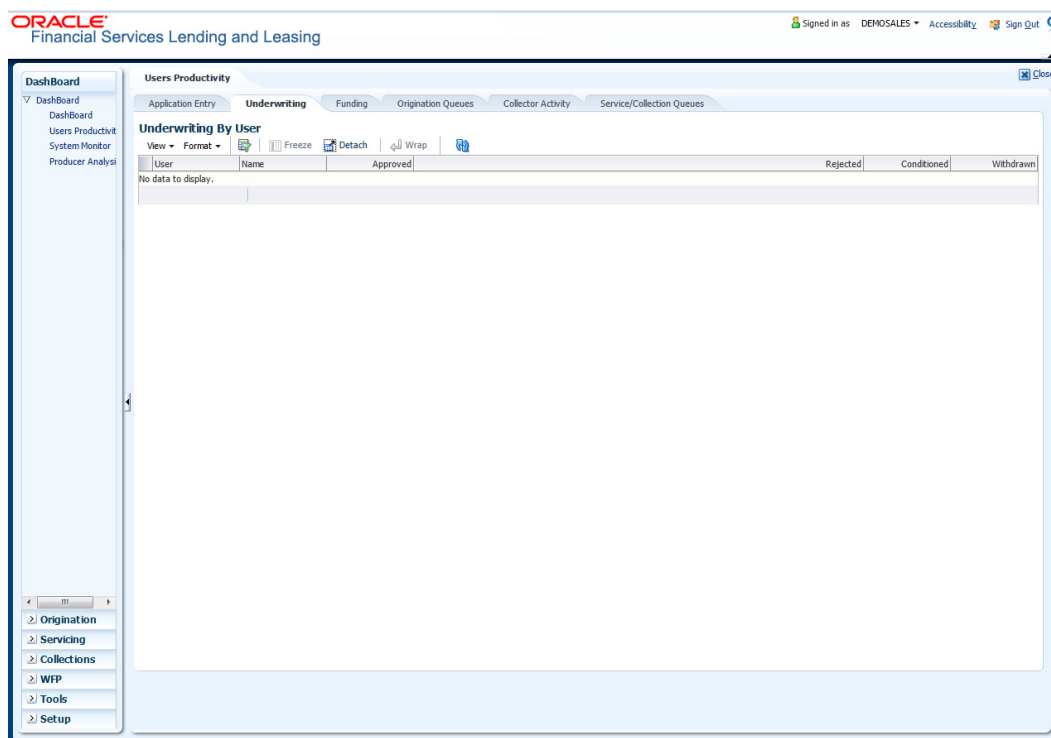 ORACLE®
Financial Services Lending and Leasing
Signed in as DEMOSALES Accessibility Sign Out
DashBoard
DashBoard
DashBoard
Users Productivit
System Monitor
Producer Analysi
Origination
Servicing
Collections
WFP
Tools
Setup
Users Productivity
Close
Application Entry Underwriting Funding Origination Queues Collector Activity Service/Collection Queues
Underwriting By User
View Format Freeze Detach Wrap
User Name Approved Rejected Conditioned Withdrawn
No data to display.